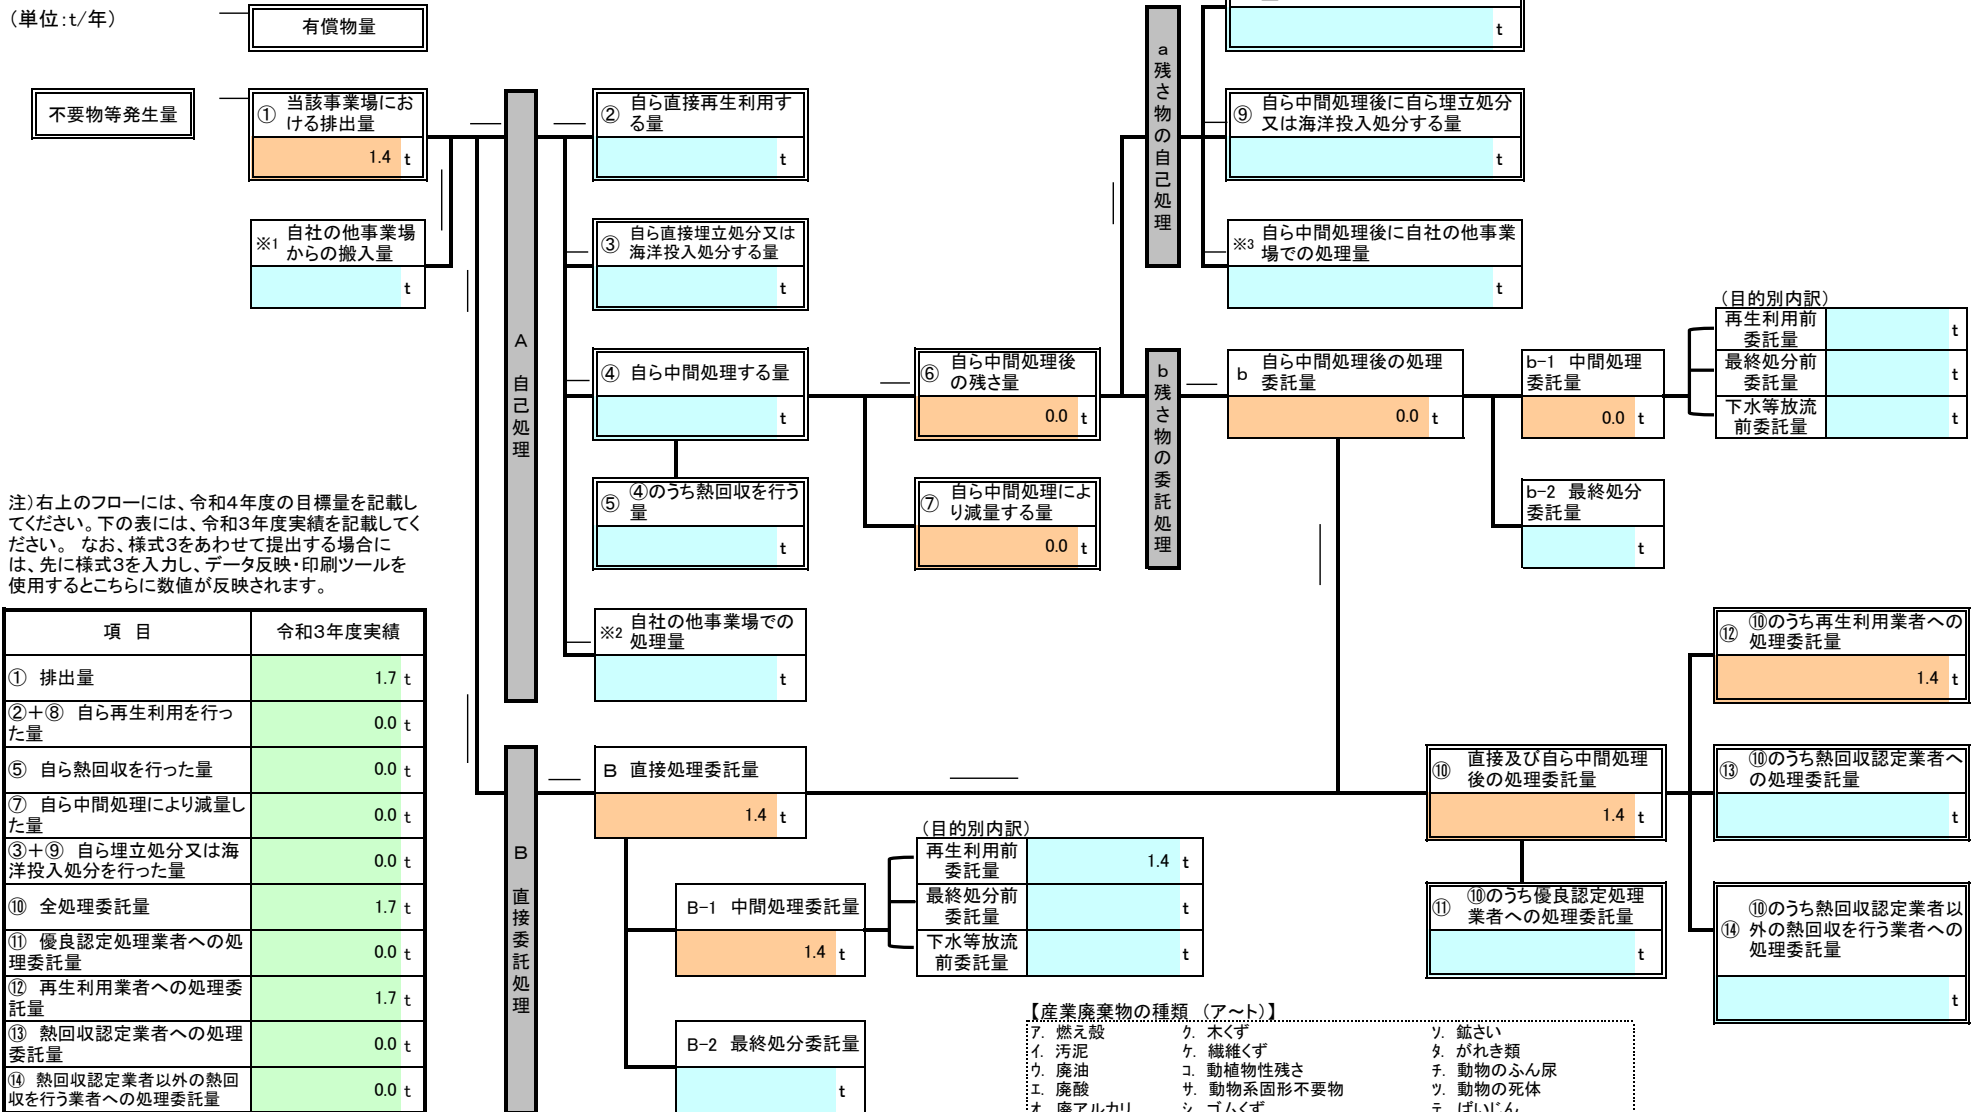 (単位:t/年)
有償物量
t
不要物等発生量
① 当該事業場にお
ける排出量
1.4 t
※1 自社の他事業場
からの搬入量
t
A 自己処理
② 自ら直接再生利用す
る量
t
③ 自ら直接埋立処分又は
海洋投入処分する量
t
④ 自ら中間処理する量
t
⑤ ④のうち熱回収を行う
量
t
※2 自社の他事業場での
処理量
t
⑥ 自ら中間処理後
の残さ量
0.0 t
⑦ 自ら中間処理によ
り減量する量
0.0 t
a 残さ物の自己処理
⑨ 自ら中間処理後に自ら埋立処分
又は海洋投入処分する量
t
※3 自ら中間処理後に自社の他事業
場での処理量
t
b 残さ物の委託処理
b 自ら中間処理後の処理
委託量
0.0 t
b-1 中間処理
委託量
0.0 t
b-2 最終処分
委託量
t
(目的別内訳)
再生利用前
委託量
t
最終処分前
委託量
t
下水等放流
前委託量
t
注)右上のフローには、令和4年度の目標量を記載し
てください。下の表には、令和3年度実績を記載してく
ださい。 なお、様式3をあわせて提出する場合に
は、先に様式3を入力し、データ反映・印刷ツールを
使用するとこちらに数値が反映されます。
項 目 令和3年度実績
① 排出量 1.7 t
②+⑧ 自ら再生利用を行っ
た量 0.0 t
⑤ 自ら熱回収を行った量 0.0 t
⑦ 自ら中間処理により減量し
た量 0.0 t
③+⑨ 自ら埋立処分又は海
洋投入処分を行った量 0.0 t
⑩ 全処理委託量 1.7 t
⑪ 優良認定処理業者への処
理委託量 0.0 t
⑫ 再生利用業者への処理委
託量 1.7 t
⑬ 熱回収認定業者への処理
委託量 0.0 t
⑭ 熱回収認定業者以外の熱回
収を行う業者への処理委託量 0.0 t
B 直接委託処理
B 直接処理委託量
1.4 t
B-1 中間処理委託量
1.4 t
B-2 最終処分委託量
t
(目的別内訳)
再生利用前
委託量
1.4 t
最終処分前
委託量
t
下水等放流
前委託量
t
⑩ 直接及び自ら中間処理
後の処理委託量
1.4 t
⑪ ⑩のうち優良認定処理
業者への処理委託量
t
⑫ ⑩のうち再生利用業者への
処理委託量
1.4 t
⑬ ⑩のうち熱回収認定業者へ
の処理委託量
t
⑭ ⑩のうち熱回収認定業者以
外の熱回収を行う業者への
処理委託量
t
【産業廃棄物の種類 (ア~ト)】
ア. 燃え殻 ク. 木くず ソ. 鉱さい
イ. 汚泥 ケ. 繊維くず タ. がれき類
ウ. 廃油 コ. 動植物性残さ チ. 動物のふん尿
エ. 廃酸 サ. 動物系固形不要物 ツ. 動物の死体
オ. 廃アルカリ シ. ゴムくず テ. ばいじん